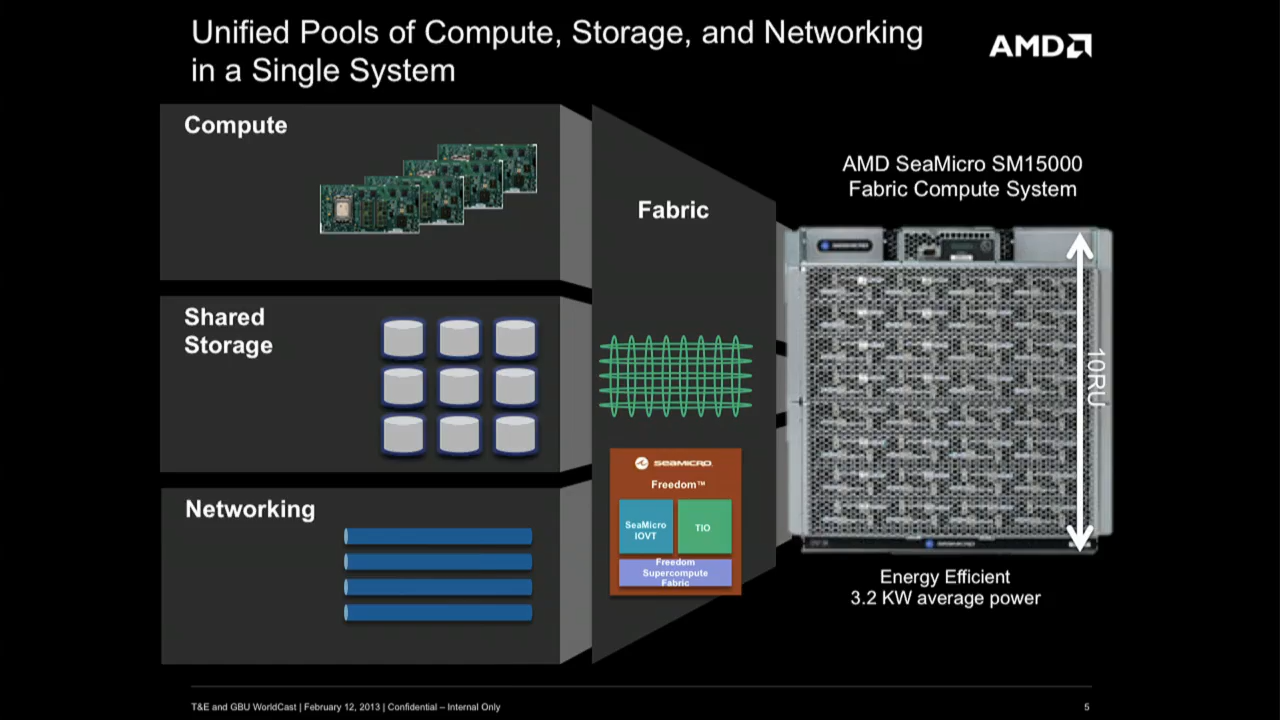 Unified Pools of Compute, Storage, and Networking
in a Single System
AMD
Compute
Shared
Storage
Networking
Fabric
SEAMICRO
Freedom™
SeaMicro
IOVT
TIO
Freedom
Supercompute
Fabric
AMD SeaMicro SM15000
Fabric Compute System
SEAMICRO
10RU
SEAMICRO
Energy Efficient
3.2 KW average power
T&E and GBU WorldCast | February 12, 2013 | Confidential – Internal Only
5